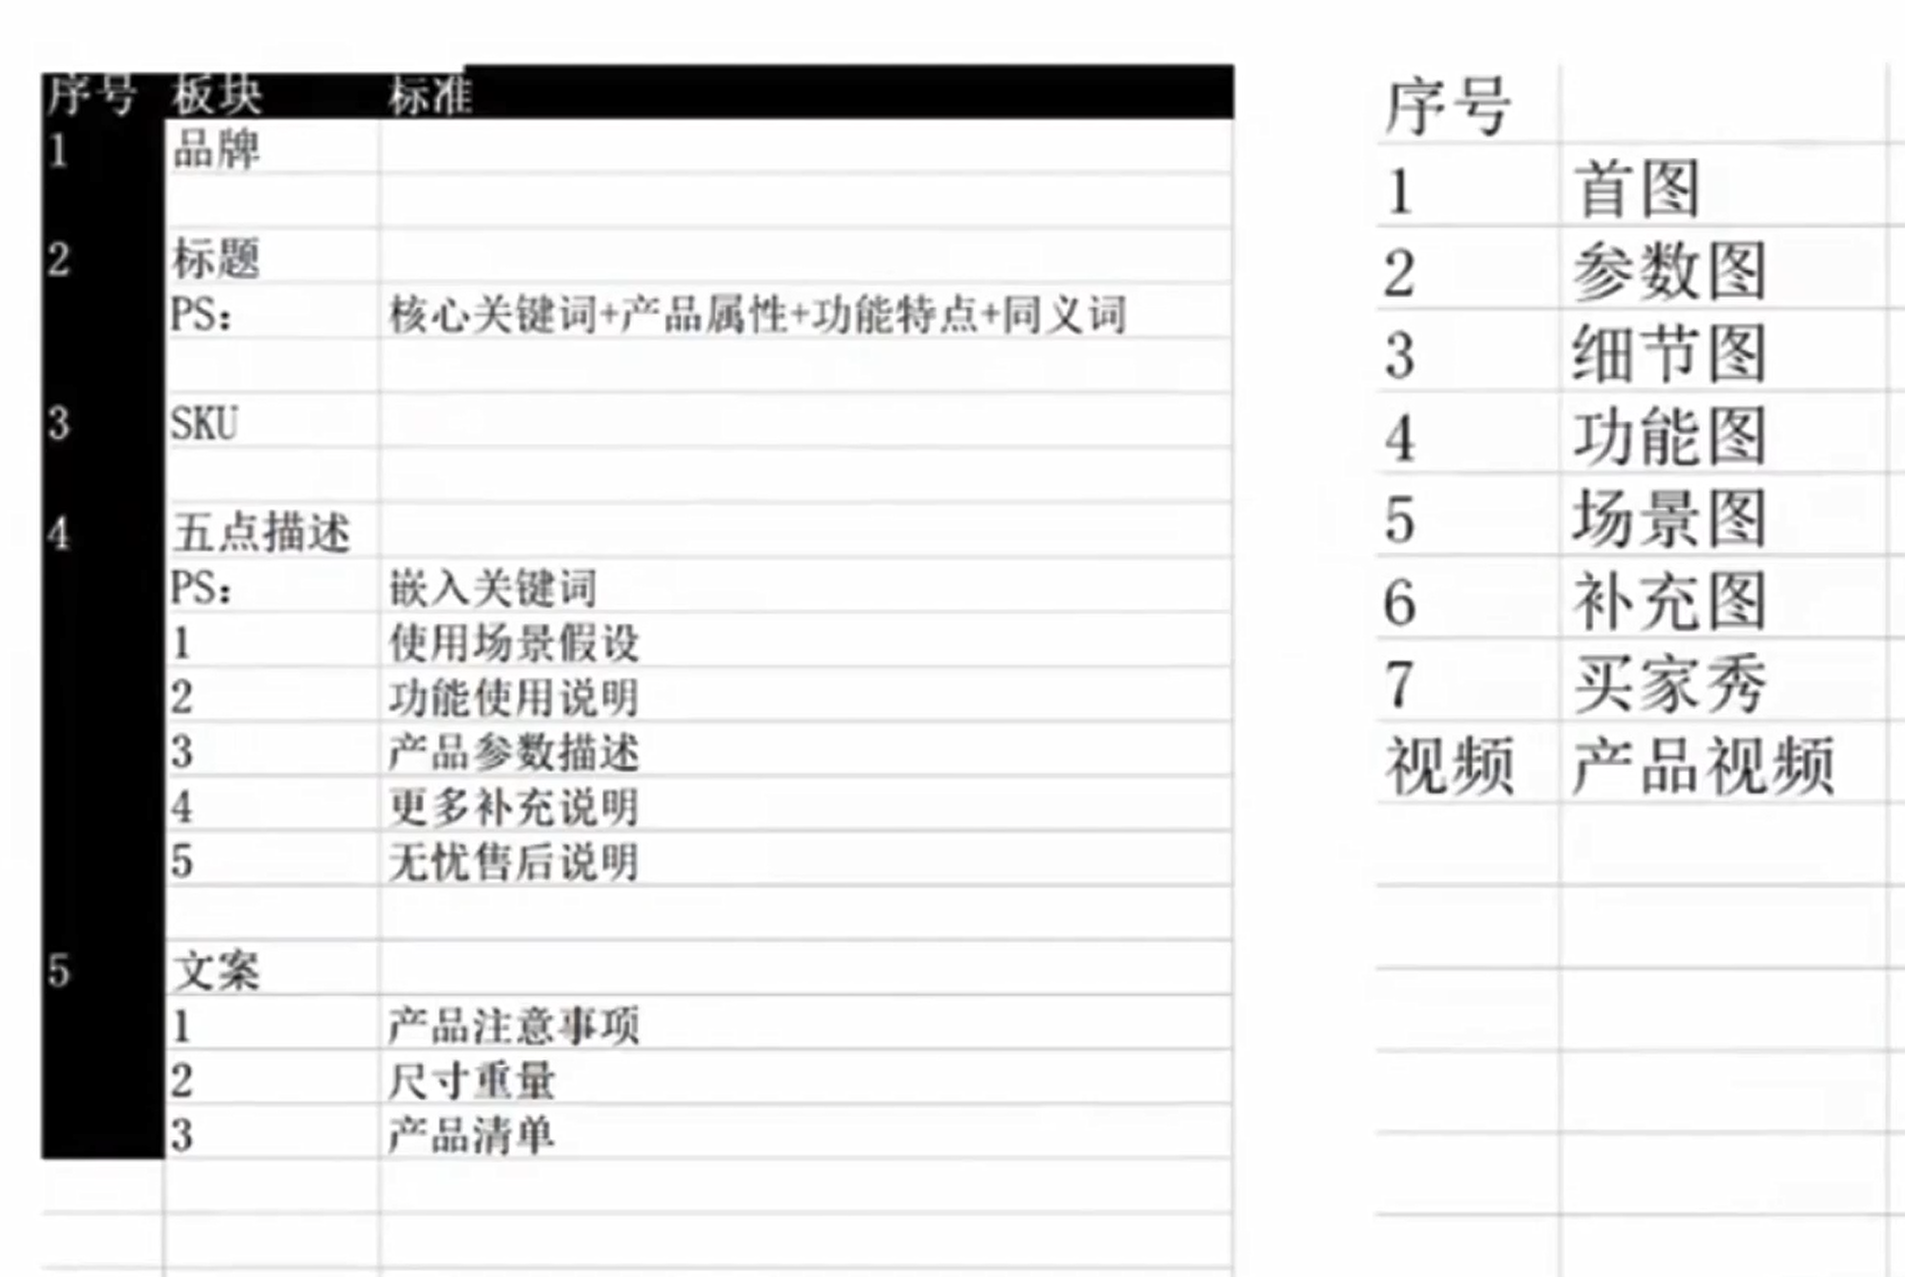 序号 板块 标准
1 品牌
2 标题
PS： 核心关键词+产品属性+功能特点+同义词
3 SKU
4 五点描述
PS： 嵌入关键词
1 使用场景假设
2 功能使用说明
3 产品参数描述
4 更多补充说明
5 无忧售后说明
5 文案
1 产品注意事项
2 尺寸重量
3 产品清单
序号
1 首图
2 参数图
3 细节图
4 功能图
5 场景图
6 补充图
7 买家秀
视频 产品视频